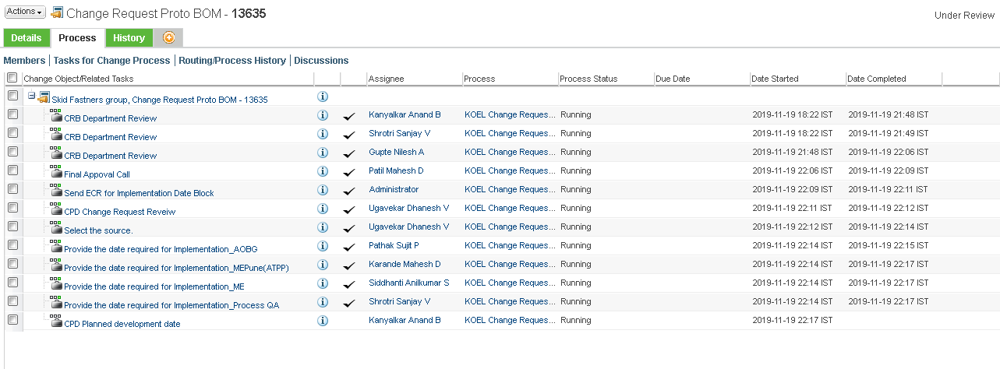 Actions Change Request Proto BOM - 13635
Under Review
Details Process History
Members Tasks for Change Process Routing/Process History Discussions
Change Object/Related Tasks Assignee Process Process Status Due Date Date Started Date Completed
Skid Fastners group, Change Request Proto BOM - 13635
CRB Department Review Kanyalkar Anand B KOEL Change Reques... Running 2019-11-19 18:22 IST 2019-11-19 21:48 IST
CRB Department Review Shrotri Sanjay V KOEL Change Reques... Running 2019-11-19 18:22 IST 2019-11-19 21:49 IST
CRB Department Review Gupte Nilesh A KOEL Change Reques... Running 2019-11-19 21:48 IST 2019-11-19 22:06 IST
Final Appoval Call Patil Mahesh D KOEL Change Reques... Running 2019-11-19 22:06 IST 2019-11-19 22:09 IST
Send ECR for Implementation Date Block Administrator KOEL Change Reques... Running 2019-11-19 22:09 IST 2019-11-19 22:11 IST
CPD Change Request Reveiw Ugavekar Dhanesh V KOEL Change Reques... Running 2019-11-19 22:11 IST 2019-11-19 22:12 IST
Select the source. Ugavekar Dhanesh V KOEL Change Reques... Running 2019-11-19 22:12 IST 2019-11-19 22:14 IST
Provide the date required for Implementation_AOBG Pathak Sujit P KOEL Change Reques... Running 2019-11-19 22:14 IST 2019-11-19 22:15 IST
Provide the date required for Implementation_MEPune(ATPP) Karande Mahesh D KOEL Change Reques... Running 2019-11-19 22:14 IST 2019-11-19 22:17 IST
Provide the date required for Implementation_ME Siddhanti Anilkumar S KOEL Change Reques... Running 2019-11-19 22:14 IST 2019-11-19 22:17 IST
Provide the date required for Implementation_Process QA Shrotri Sanjay V KOEL Change Reques... Running 2019-11-19 22:14 IST 2019-11-19 22:17 IST
CPD Planned development date Kanyalkar Anand B KOEL Change Reques... Running 2019-11-19 22:17 IST